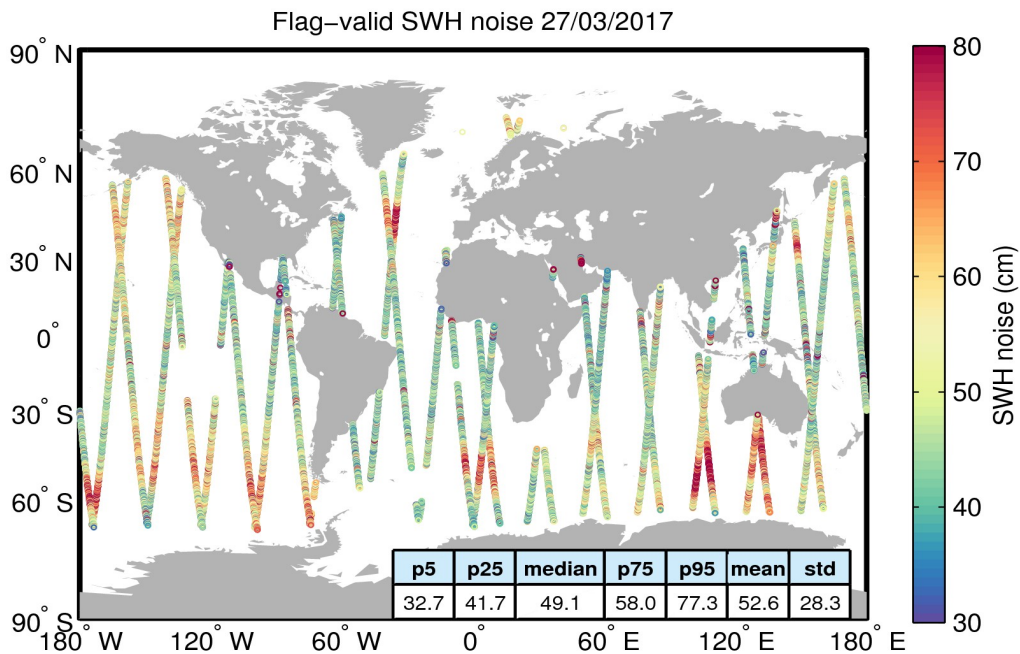 Flag−valid SWH noise 27/03/2017
90° N
60° N
30° N
0°
30° S
60° S
90° S
180° W
120° W
60° W
0°
60° E
120° E
180° E
p5 p25 median p75 p95 mean std
32.7 41.7 49.1 58.0 77.3 52.6 28.3
80
70
60
50
40
30
SWH noise (cm)